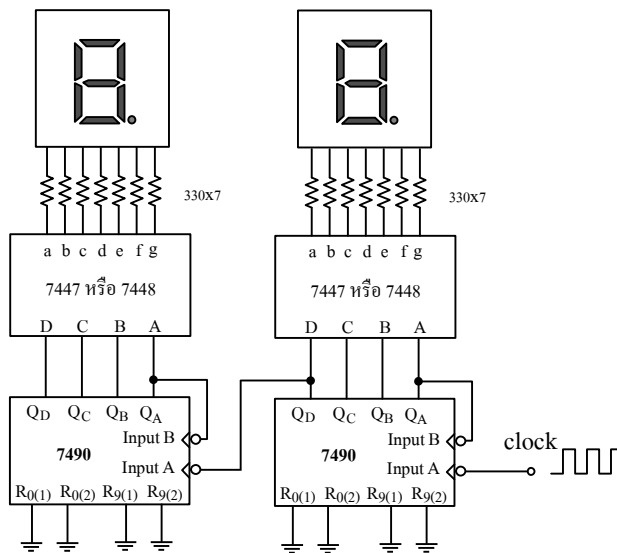 330x7
330x7
a b c d e f g
a b c d e f g
7447 หรือ 7448
7447 หรือ 7448
D C B A
D C B A
QD QC QB QA
QD QC QB QA
Input B
Input B
clock
7490
7490
Input A
Input A
R0(1) R0(2) R9(1) R9(2)
R0(1) R0(2) R9(1) R9(2)